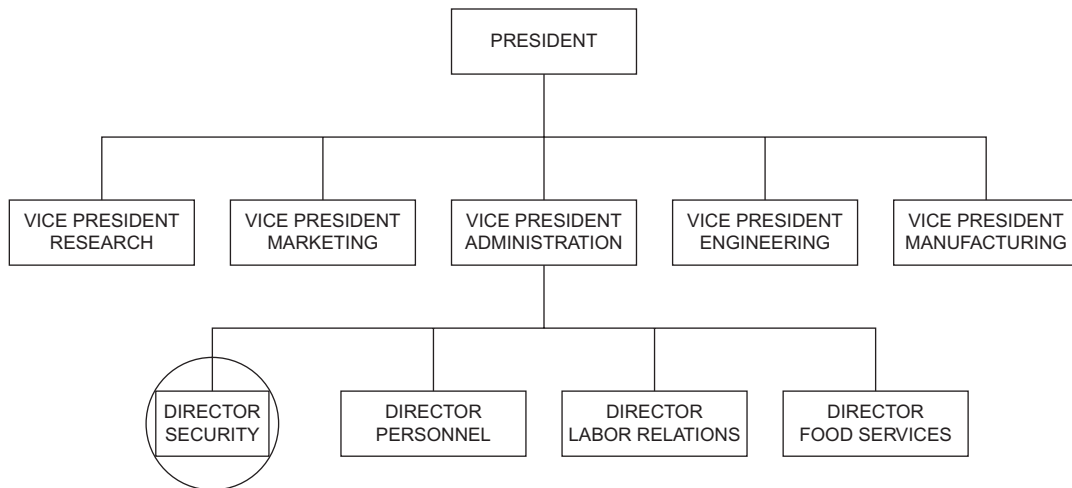 PRESIDENT
VICE PRESIDENT
RESEARCH
VICE PRESIDENT
MARKETING
VICE PRESIDENT
ADMINISTRATION
VICE PRESIDENT
ENGINEERING
VICE PRESIDENT
MANUFACTURING
DIRECTOR
SECURITY
DIRECTOR
PERSONNEL
DIRECTOR
LABOR RELATIONS
DIRECTOR
FOOD SERVICES